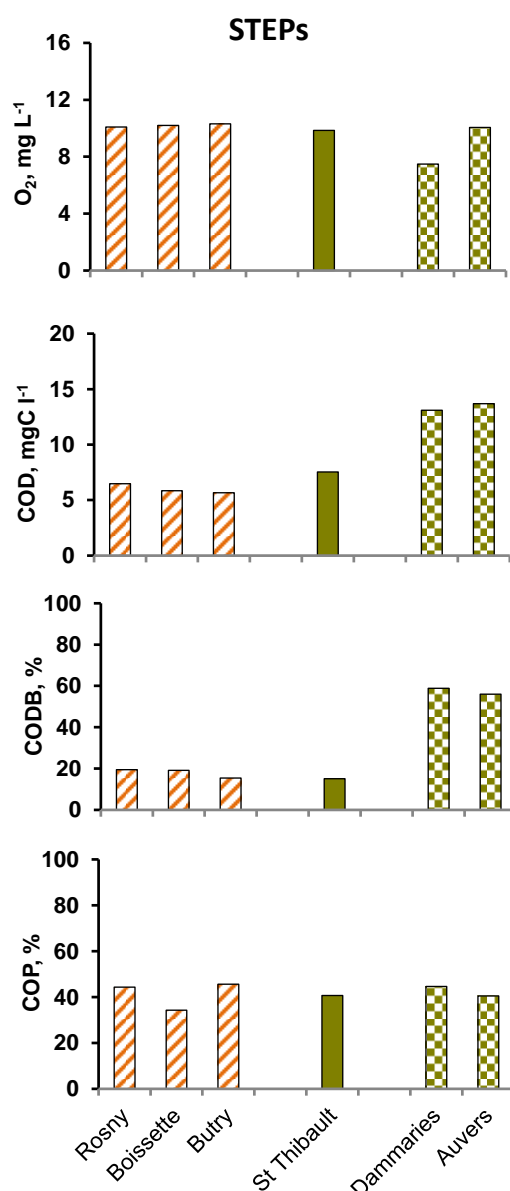 STEPs
O₂, mg L⁻¹
16
12
8
4
0
COD, mgC l⁻¹
20
15
10
5
0
CODB, %
100
80
60
40
20
0
COP, %
100
80
60
40
20
0
Rosny
Boissette
Butry
St Thibault
Dammaries
Auvers